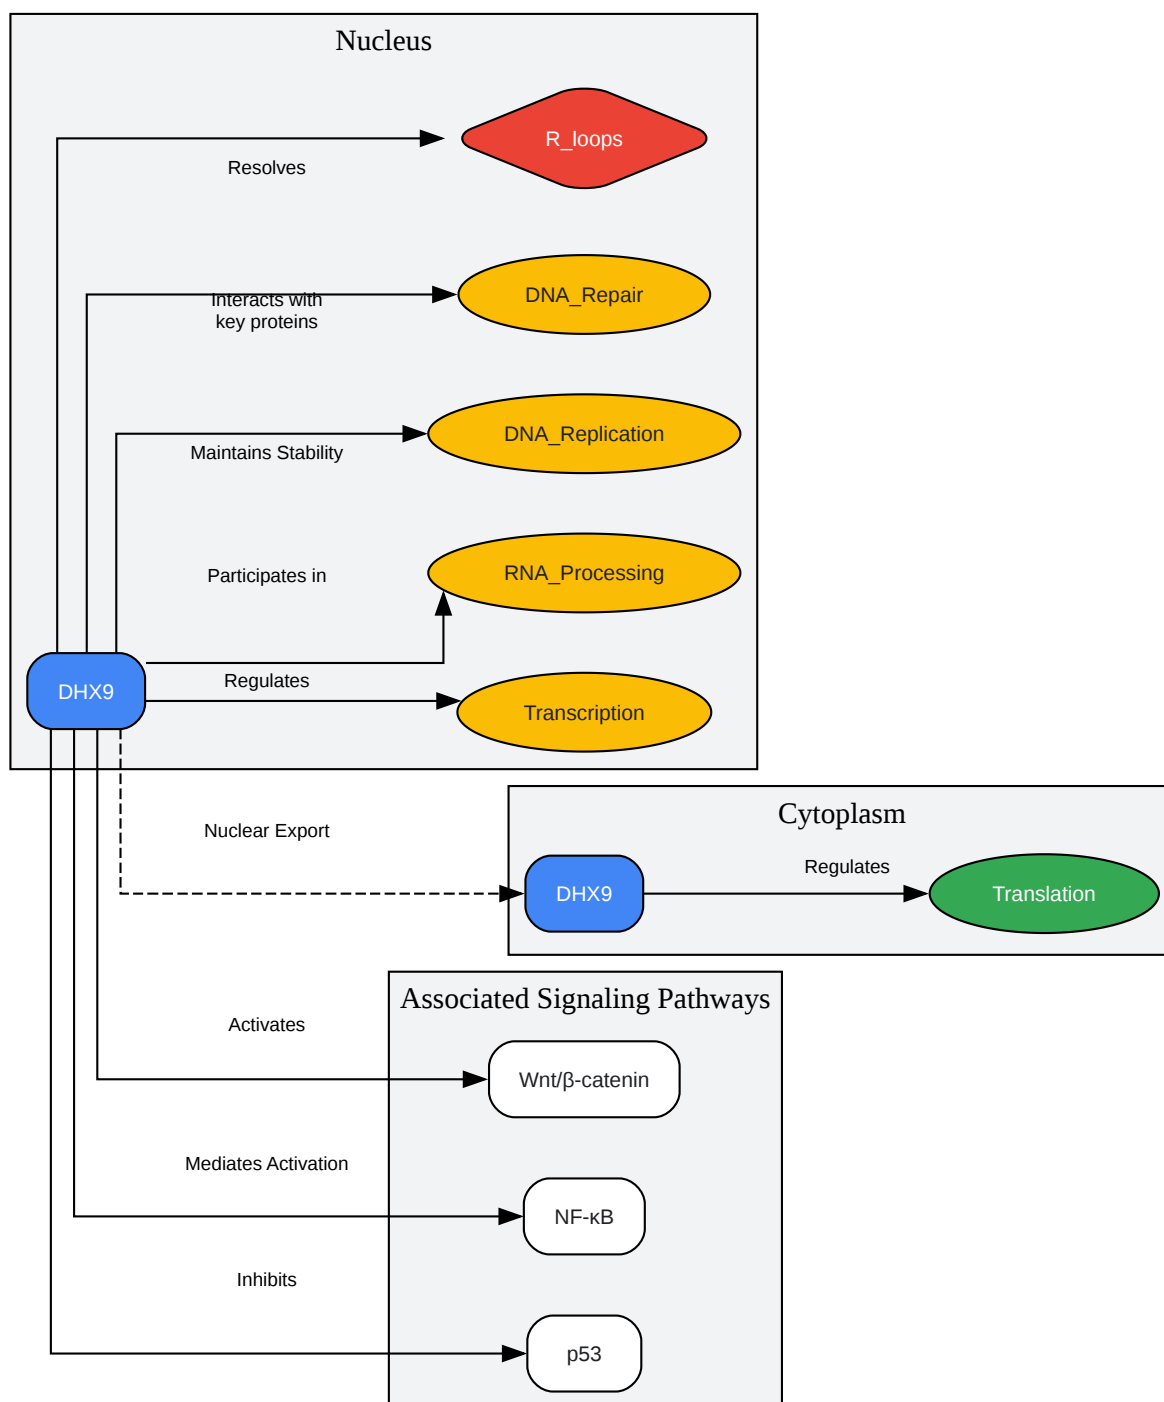 Nucleus
R_loops
Resolves
DNA_Repair
Interacts with
key proteins
DNA_Replication
Maintains Stability
RNA_Processing
Participates in
DHX9
Regulates
Transcription
Cytoplasm
Nuclear Export
DHX9
Regulates
Translation
Associated Signaling Pathways
Activates
Wnt/β-catenin
Mediates Activation
NF-κB
Inhibits
p53